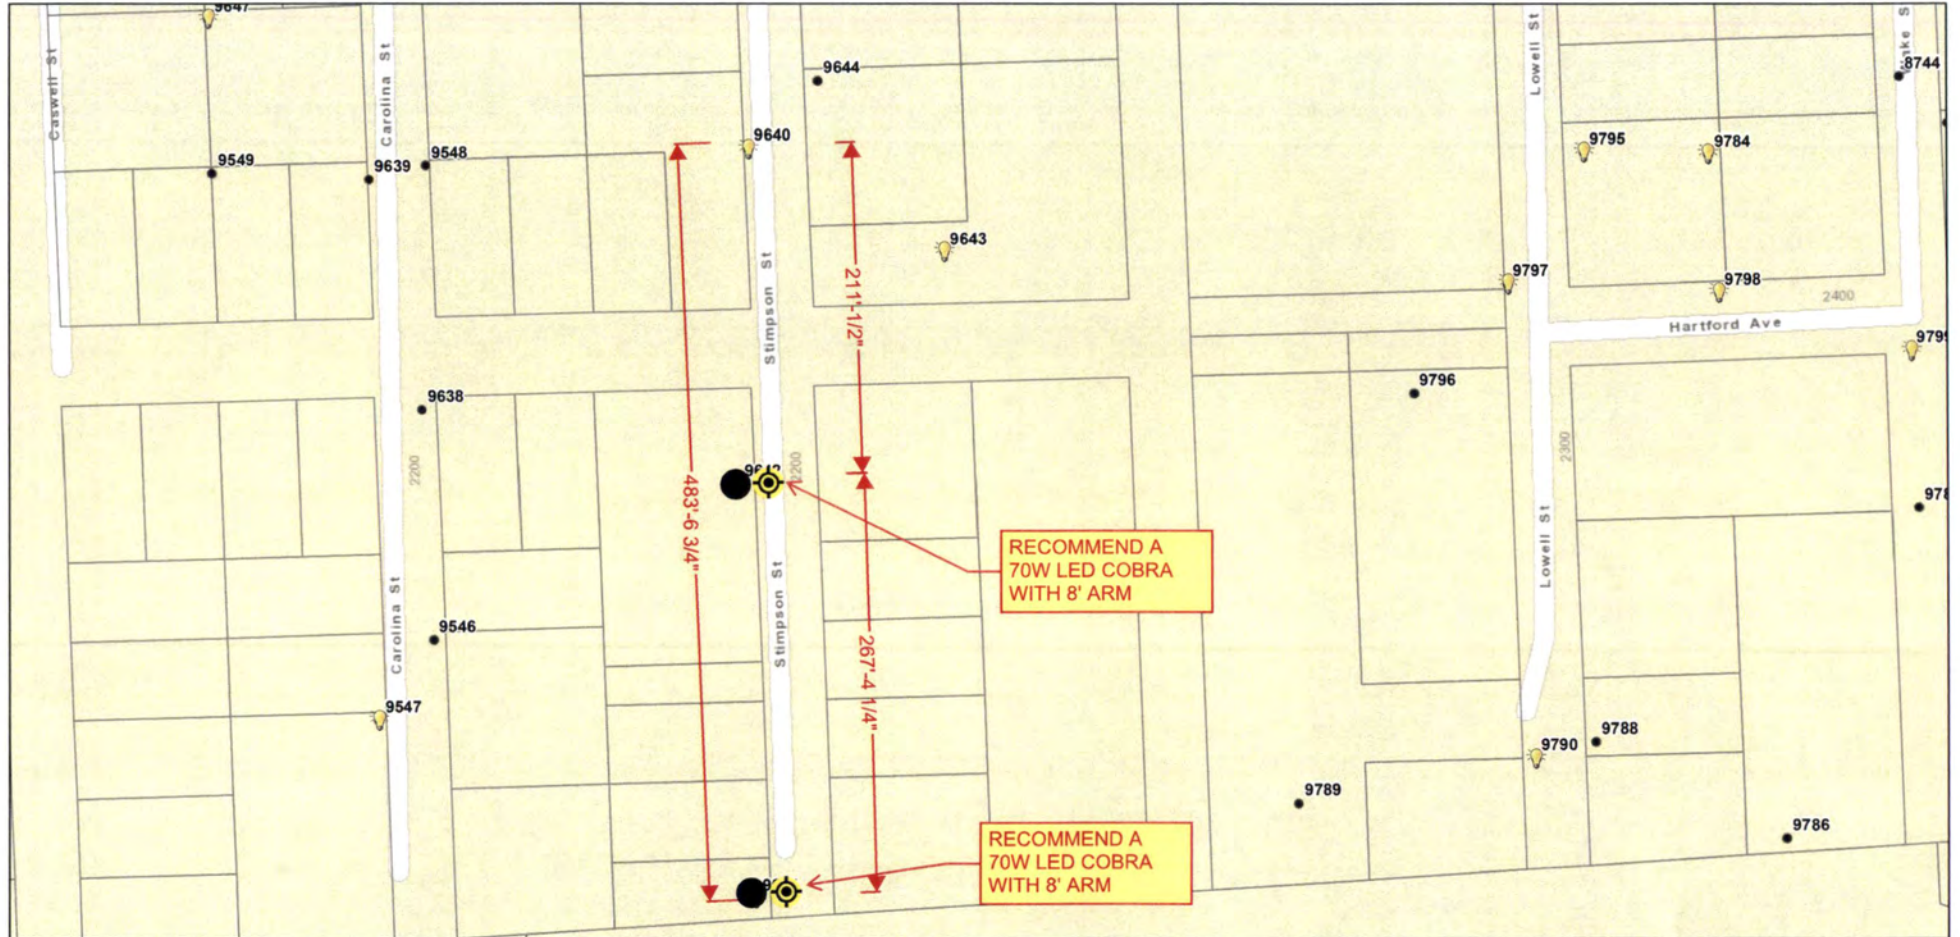 9647
Caswell St
Carolina St
9549
9639
9548
9644
9640
9643
Stimpson St
211'-1/2"
483'-6 3/4"
Lowell St
8744
9795
9784
9797
9798
2400
Hartford Ave
9796
2300
9638
2200
2200
RECOMMEND A
70W LED COBRA
WITH 8' ARM
Carolina St
9546
9547
Stimpson St
267'-4 1/4"
Lowell St
9790
9788
9789
9786
RECOMMEND A
70W LED COBRA
WITH 8' ARM